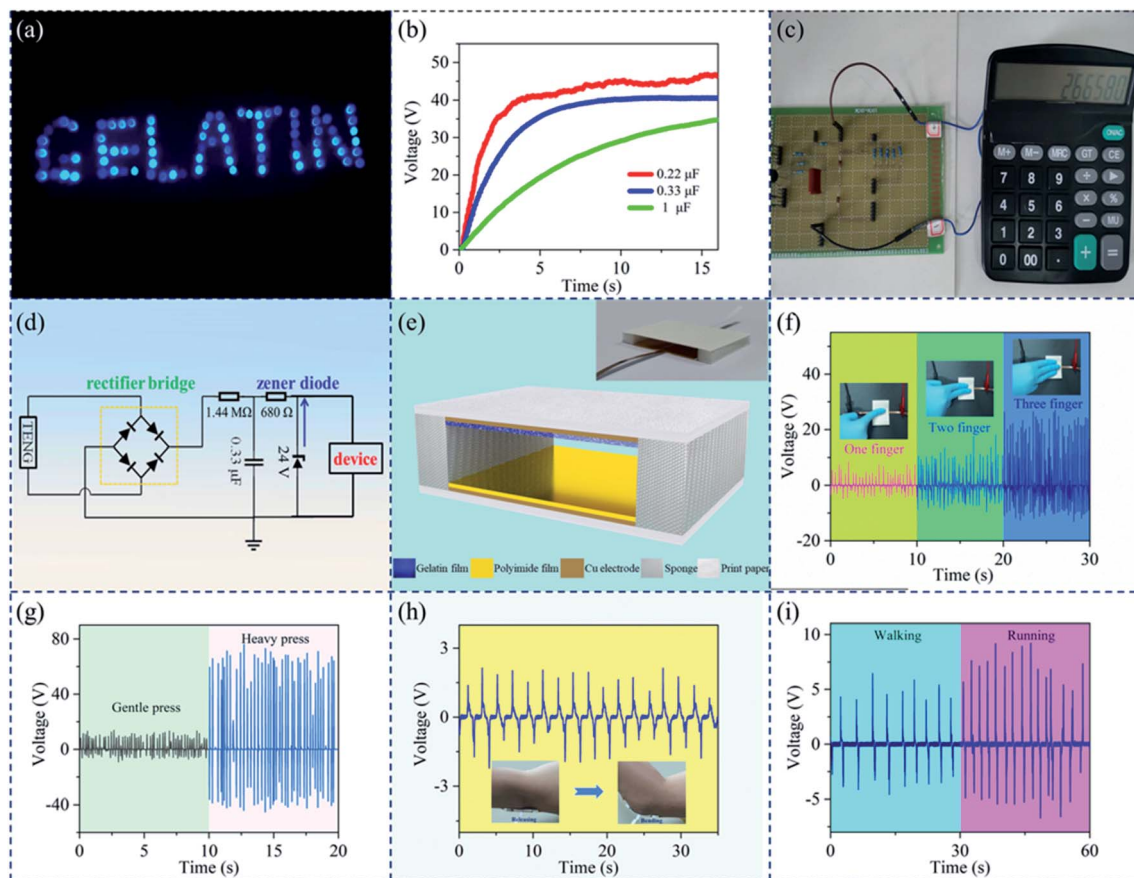 (a)
GELATIN
(b)
Voltage (V)
50
40
30
20
10
0
0.22 μF
0.33 μF
1 μF
0 5 10 15
Time (s)
(c)
ON/AC
M+ M− MRC GT CE
7 8 9 ÷ ▶
4 5 6 × %
1 2 3 − MU
0 00 · + =
(d)
rectifier bridge
zener diode
1.44 MΩ 680 Ω
TENG
0.33 μF
24 V
device
(e)
Gelatin film Polyimide film Cu electrode Sponge Print paper
(f)
Voltage (V)
60
40
20
0
-20
Three finger
Two finger
One finger
0 10 20 30
Time (s)
(g)
Voltage (V)
80
40
0
-40
Heavy press
Gentle press
0 5 10 15 20
Time (s)
(h)
Voltage (V)
3
0
-3
Releasing Bending
0 10 20 30
Time (s)
(i)
Voltage (V)
10
5
0
-5
Walking Running
0 30 60
Time (s)